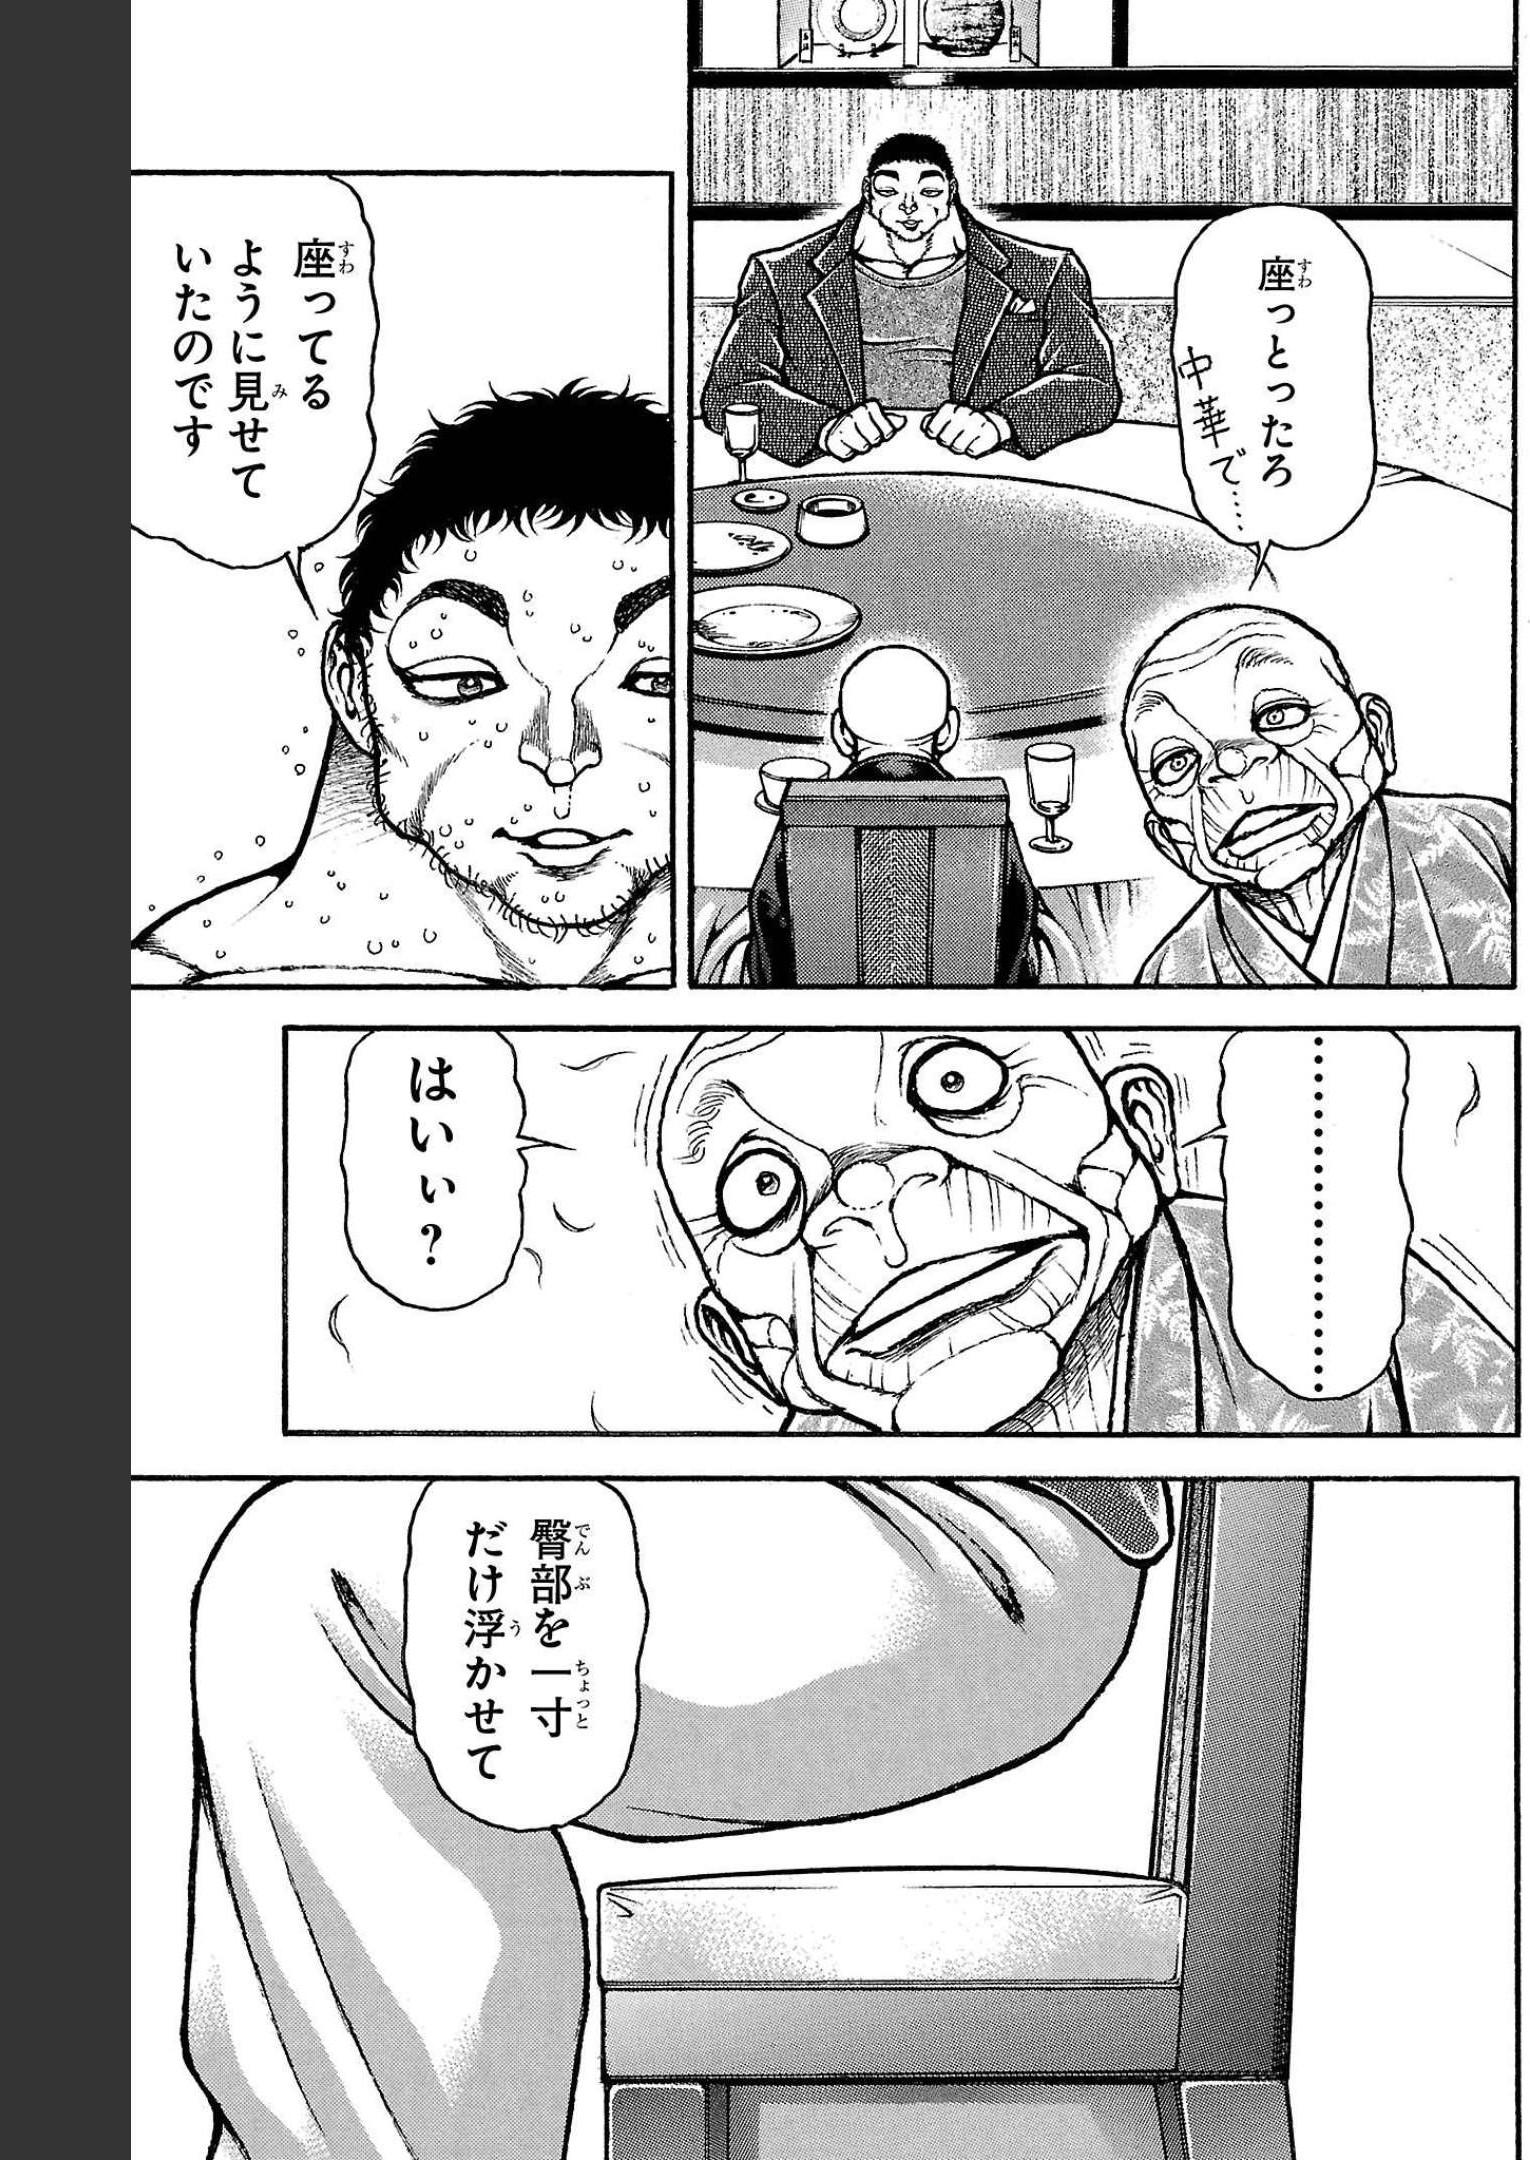 座っとったろ
中華で……
座ってる
ように見せて
いたのです
………………
はいぃ？
臀部を一寸
だけ浮かせて